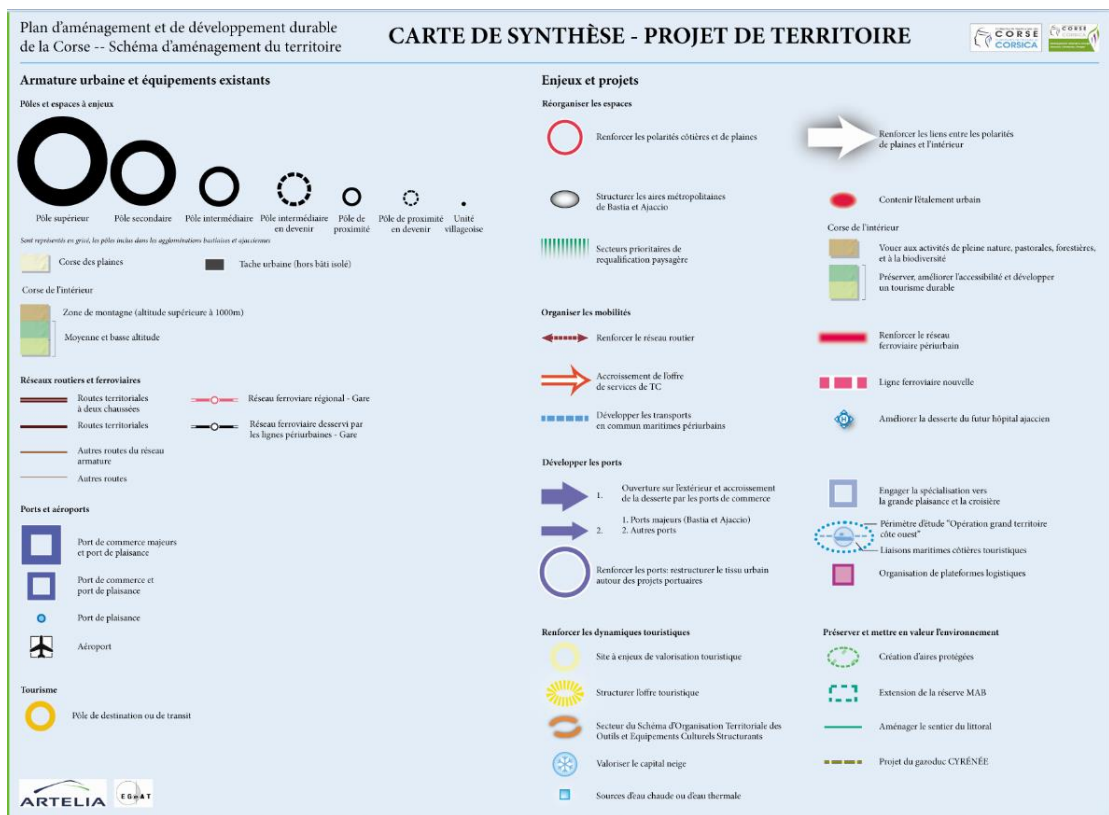 Plan d'aménagement et de développement durable
de la Corse -- Schéma d'aménagement du territoire
CARTE DE SYNTHÈSE - PROJET DE TERRITOIRE
CORSE
CORSICA
CORSE
CORSICA
Armature urbaine et équipements existants
Pôles et espaces à enjeux
Pôle supérieur
Pôle secondaire
Pôle intermédiaire
Pôle intermédiaire
en devenir
Pôle de
proximité
Pôle de proximité
en devenir
Unité
villageoise
Sont représentés en grisé, les pôles inclus dans les agglomérations bastiaises et ajacciennes
Corse des plaines
Tache urbaine (hors bâti isolé)
Corse de l'intérieur
Zone de montagne (altitude supérieure à 1000m)
Moyenne et basse altitude
Réseaux routiers et ferroviaires
Routes territoriales
à deux chaussées
Routes territoriales
Autres routes du réseau
armature
Autres routes
Réseau ferroviare régional - Gare
Réseau ferroviaire desservi par
les lignes périurbaines - Gare
Ports et aéroports
Port de commerce majeurs
et port de plaisance
Port de commerce et
port de plaisance
Port de plaisance
Aéroport
Tourisme
Pôle de destination ou de transit
ARTELIA
EGeAT
Enjeux et projets
Réorganiser les espaces
Renforcer les polarités côtières et de plaines
Structurer les aires métropolitaines
de Bastia et Ajaccio
Secteurs prioritaires de
requalification paysagère
Renforcer les liens entre les polarités
de plaines et l'intérieur
Contenir l'étalement urbain
Corse de l'intérieur
Vouer aux activités de pleine nature, pastorales, forestières,
et à la biodiversité
Préserver, améliorer l'accessibilité et développer
un tourisme durable
Organiser les mobilités
Renforcer le réseau routier
Accroissement de l'offre
de services de TC
Développer les transports
en commun maritimes périurbains
Renforcer le réseau
ferroviaire périurbain
Ligne ferroviaire nouvelle
H
Améliorer la desserte du futur hôpital ajaccien
Développer les ports
1.
Ouverture sur l'extérieur et accroissement
de la desserte par les ports de commerce
2.
1. Ports majeurs (Bastia et Ajaccio)
2. Autres ports
Renforcer les ports: restructurer le tissu urbain
autour des projets portuaires
Engager la spécialisation vers
la grande plaisance et la croisière
Périmètre d'étude "Opération grand territoire
côte ouest"
Liaisons maritimes côtières touristiques
Organisation de plateformes logistiques
Renforcer les dynamiques touristiques
Site à enjeux de valorisation touristique
Structurer l'offre touristique
Secteur du Schéma d'Organisation Territoriale des
Outils et Equipements Culturels Structurants
Valoriser le capital neige
Sources d'eau chaude ou d'eau thermale
Préserver et mettre en valeur l'environnement
Création d'aires protégées
Extension de la réserve MAB
Aménager le sentier du littoral
Projet du gazoduc CYRÉNÉE